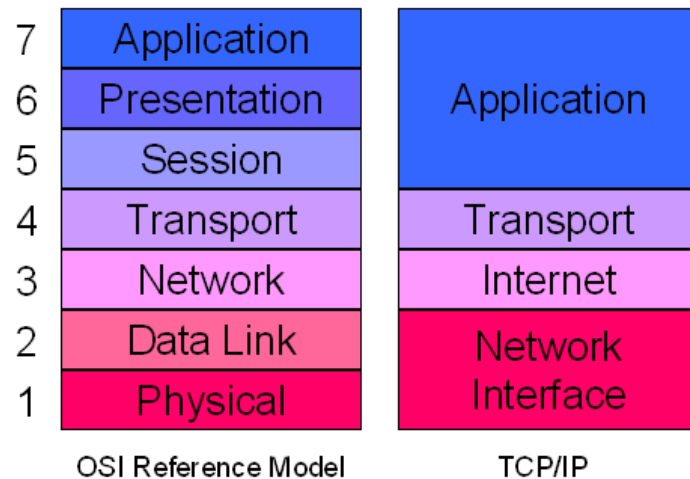 7 Application
6 Presentation
5 Session
4 Transport
3 Network
2 Data Link
1 Physical
OSI Reference Model
Application
Transport
Internet
Network
Interface
TCP/IP